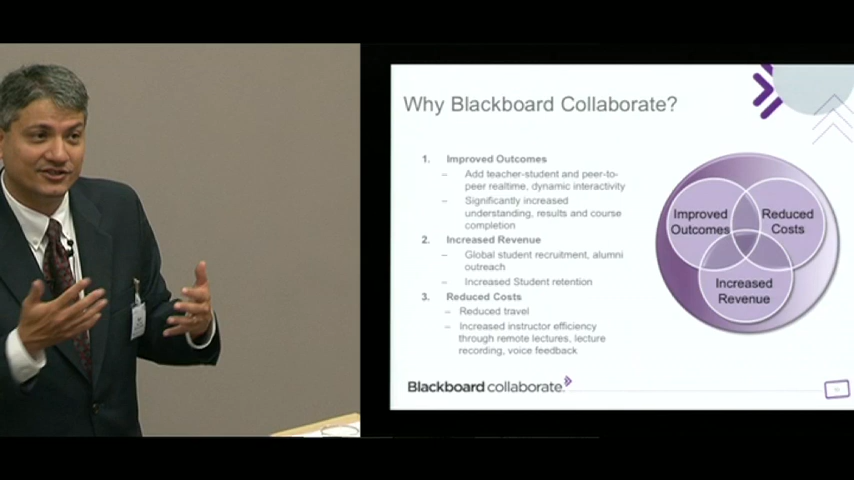 Why Blackboard Collaborate?
1. Improved Outcomes
– Add teacher-student and peer-to-
peer realtime, dynamic interactivity
– Significantly increased
understanding, results and course
completion
2. Increased Revenue
– Global student recruitment, alumni
outreach
– Increased Student retention
3. Reduced Costs
– Reduced travel
– Increased instructor efficiency
through remote lectures, lecture
recording, voice feedback
Improved
Outcomes
Reduced
Costs
Increased
Revenue
Blackboard collaborate